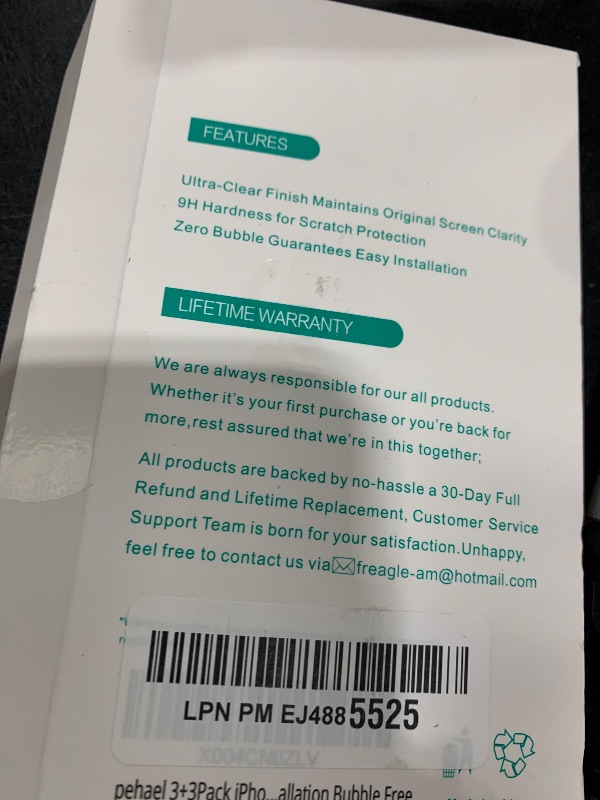 FEATURES
Ultra-Clear Finish Maintains Original Screen Clarity
9H Hardness for Scratch Protection
Zero Bubble Guarantees Easy Installation
LIFETIME WARRANTY
We are always responsible for our all products.
Whether it's your first purchase or you're back for
more,rest assured that we're in this together;
All products are backed by no-hassle a 30-Day Full
Refund and Lifetime Replacement, Customer Service
Support Team is born for your satisfaction.Unhappy,
feel free to contact us via freagle-am@hotmail.com
LPN PM EJ4885525
X004CN0ZLV
pehael 3+3Pack iPho...allation Bubble Free